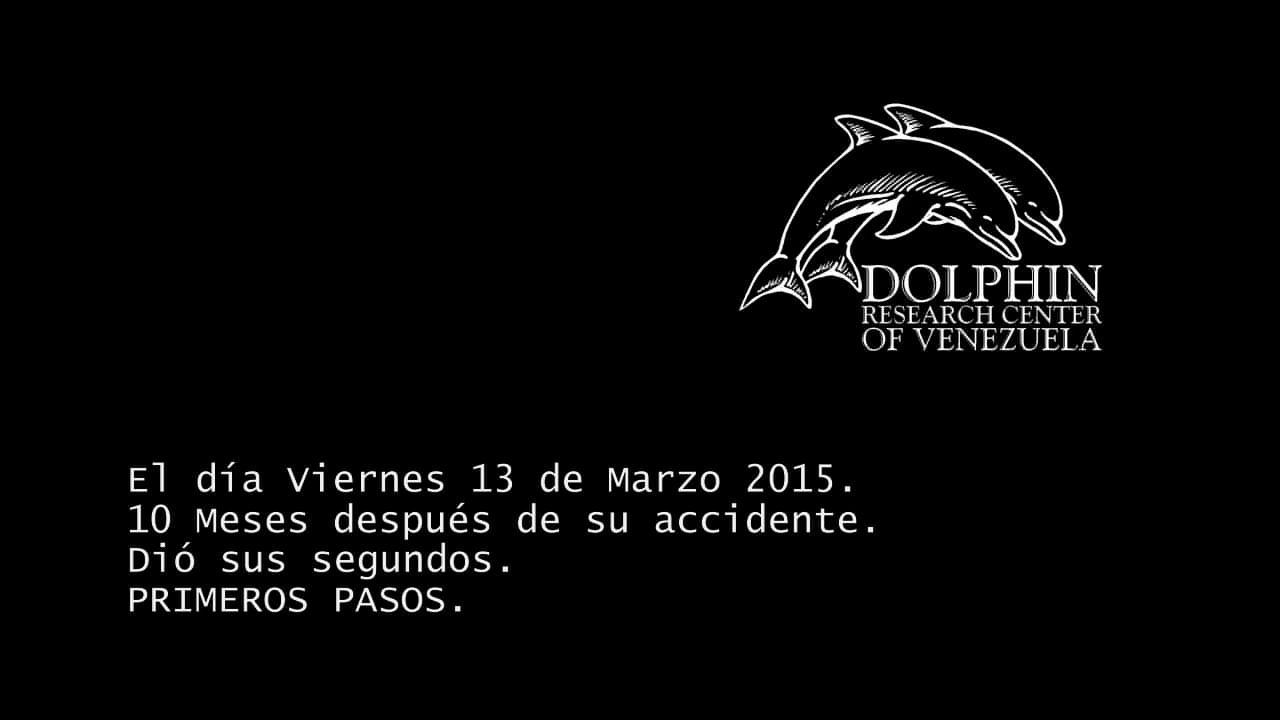 DOLPHIN
RESEARCH CENTER
OF VENEZUELA
El día Viernes 13 de Marzo 2015.
10 Meses después de su accidente.
Dió sus segundos.
PRIMEROS PASOS.